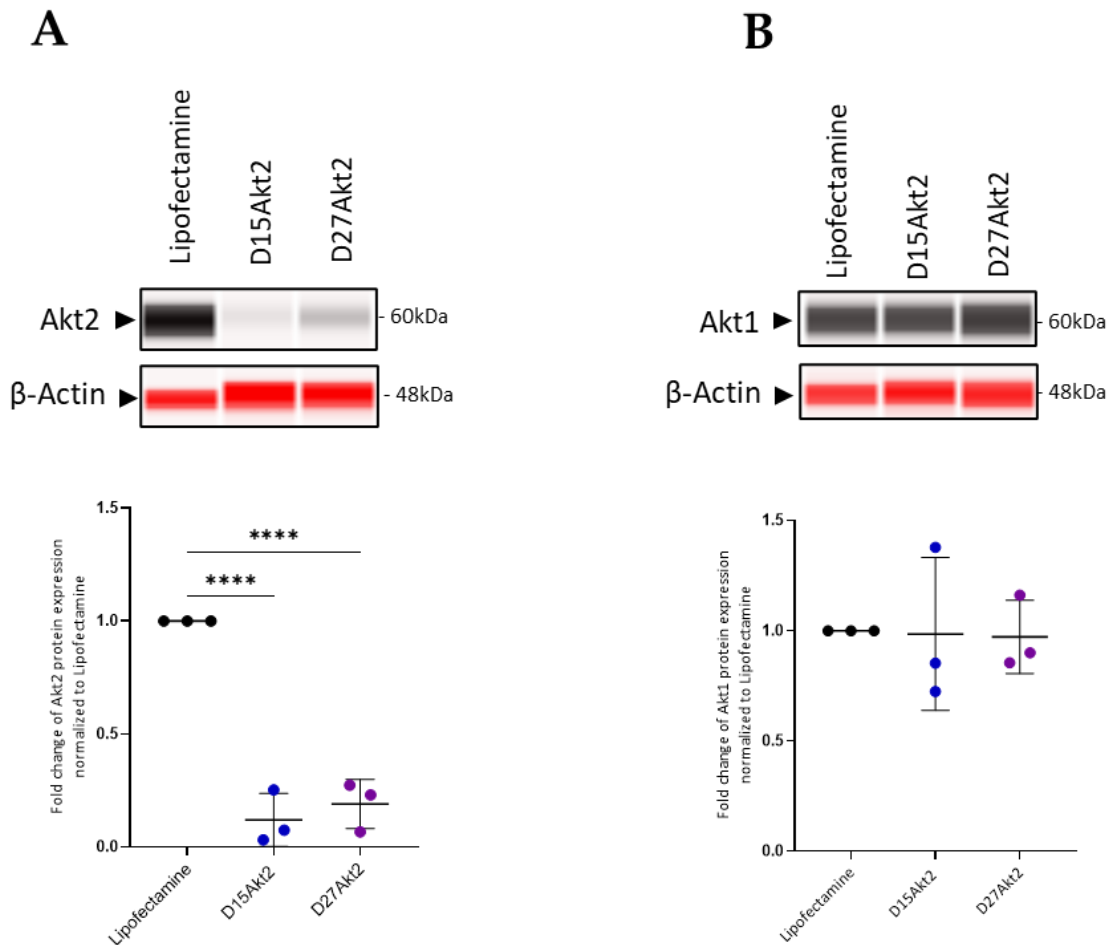 A
Lipofectamine
D15Akt2
D27Akt2
Akt2
- 60kDa
β-Actin
- 48kDa
1.5
1.0
0.5
0.0
Fold change of Akt2 protein expression
normalized to Lipofectamine
****
****
Lipofectamine
D15Akt2
D27Akt2
B
Lipofectamine
D15Akt2
D27Akt2
Akt1
- 60kDa
β-Actin
- 48kDa
1.5
1.0
0.5
0.0
Fold change of Akt1 protein expression
normalized to Lipofectamine
Lipofectamine
D15Akt2
D27Akt2